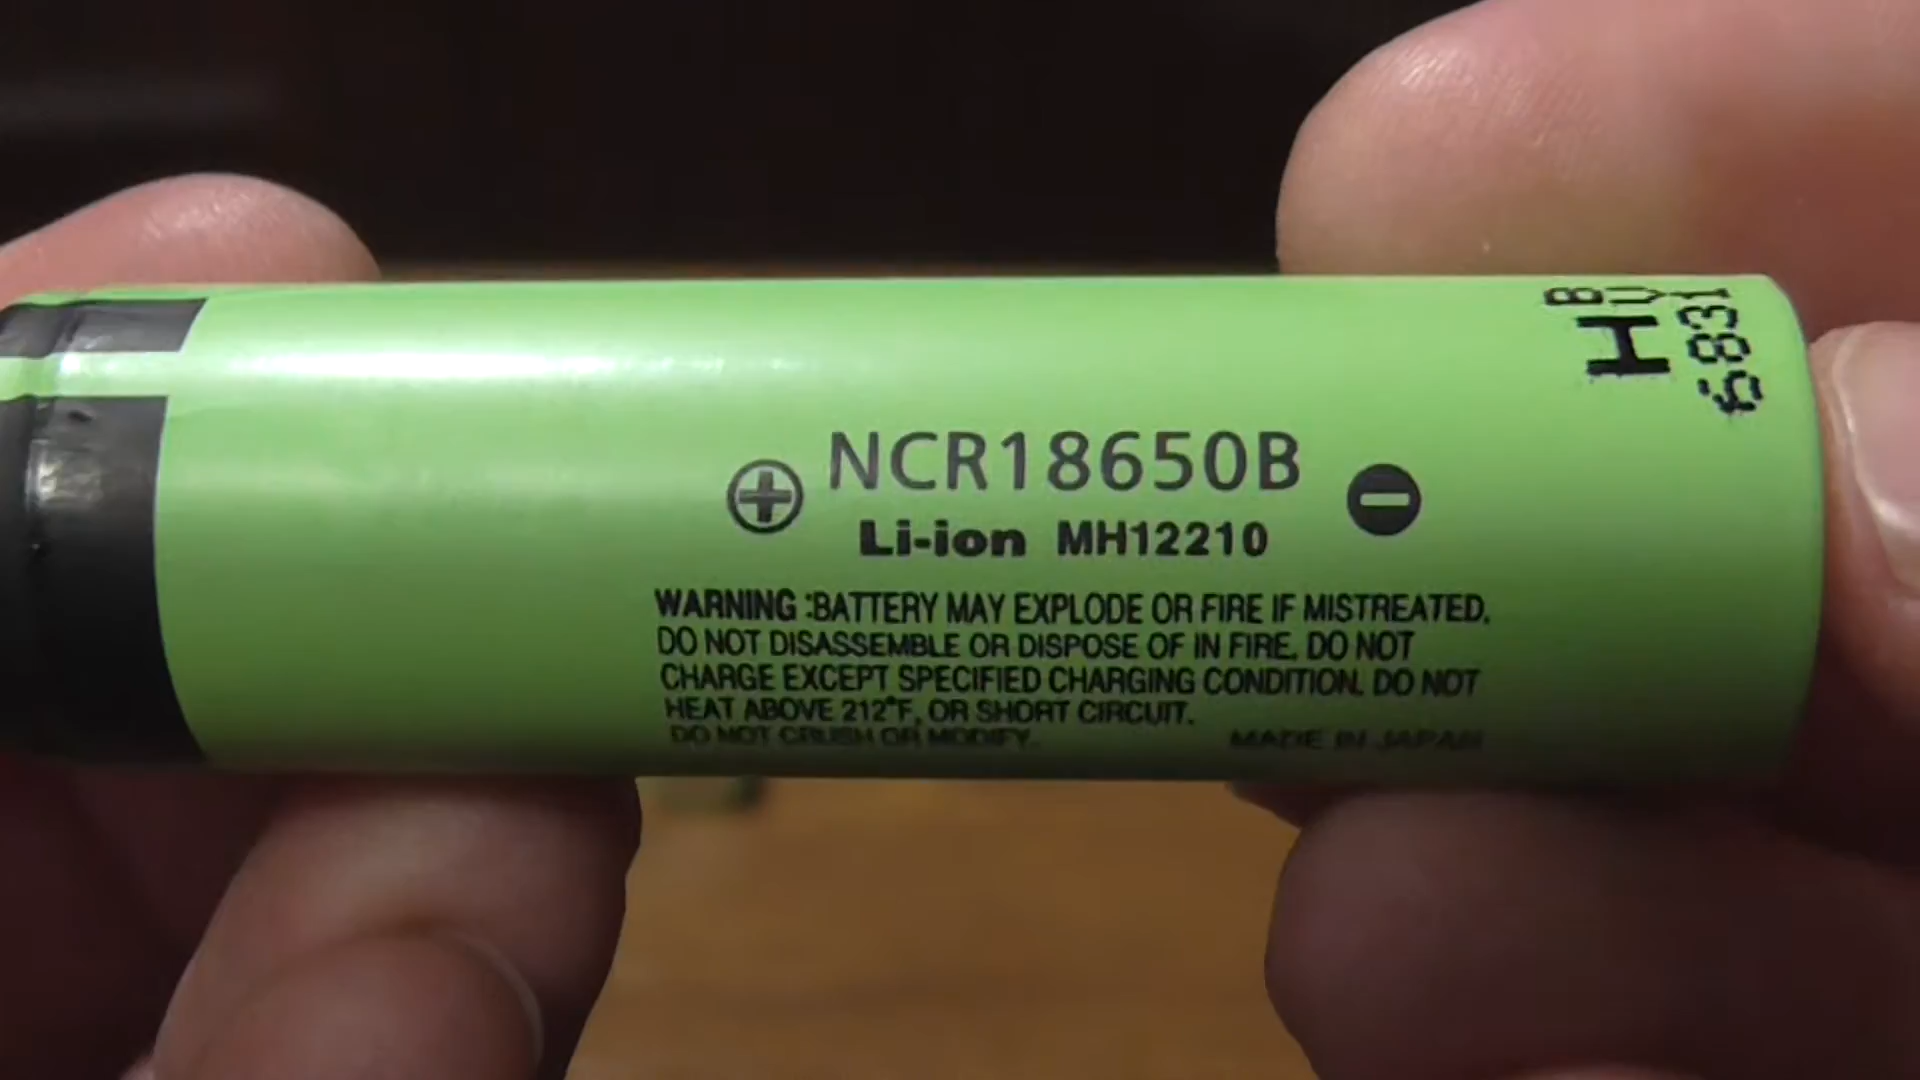 NCR18650B
Li-ion MH12210
WARNING :BATTERY MAY EXPLODE OR FIRE IF MISTREATED.
DO NOT DISASSEMBLE OR DISPOSE OF IN FIRE. DO NOT
CHARGE EXCEPT SPECIFIED CHARGING CONDITION. DO NOT
HEAT ABOVE 212°F, OR SHORT CIRCUIT.
DO NOT CRUSH OR MODIFY. MADE IN JAPAN
H
6831